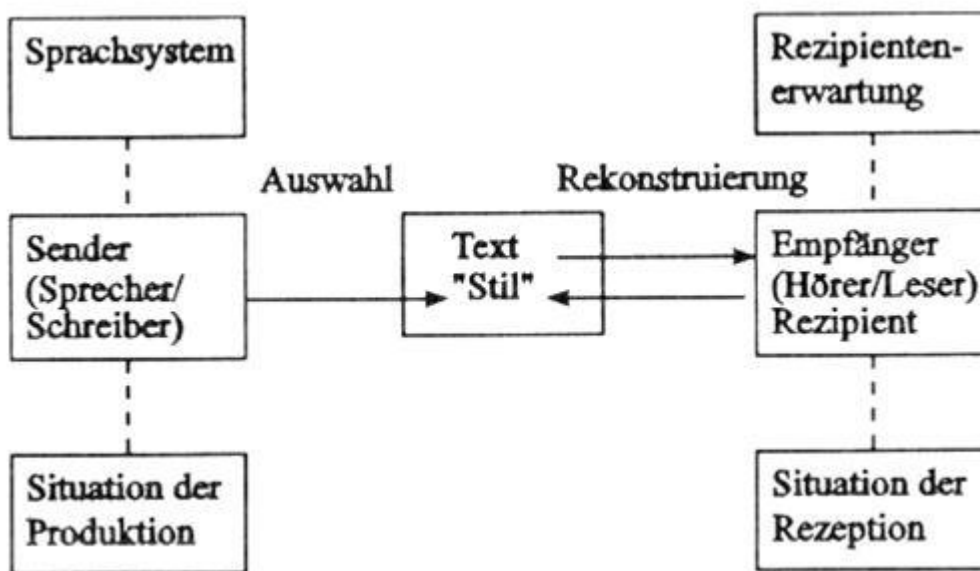 Sprachsystem
Rezipienten-
erwartung
Auswahl
Rekonstruierung
Sender
(Sprecher/
Schreiber)
Text
"Stil"
Empfänger
(Hörer/Leser)
Rezipient
Situation der
Produktion
Situation der
Rezeption